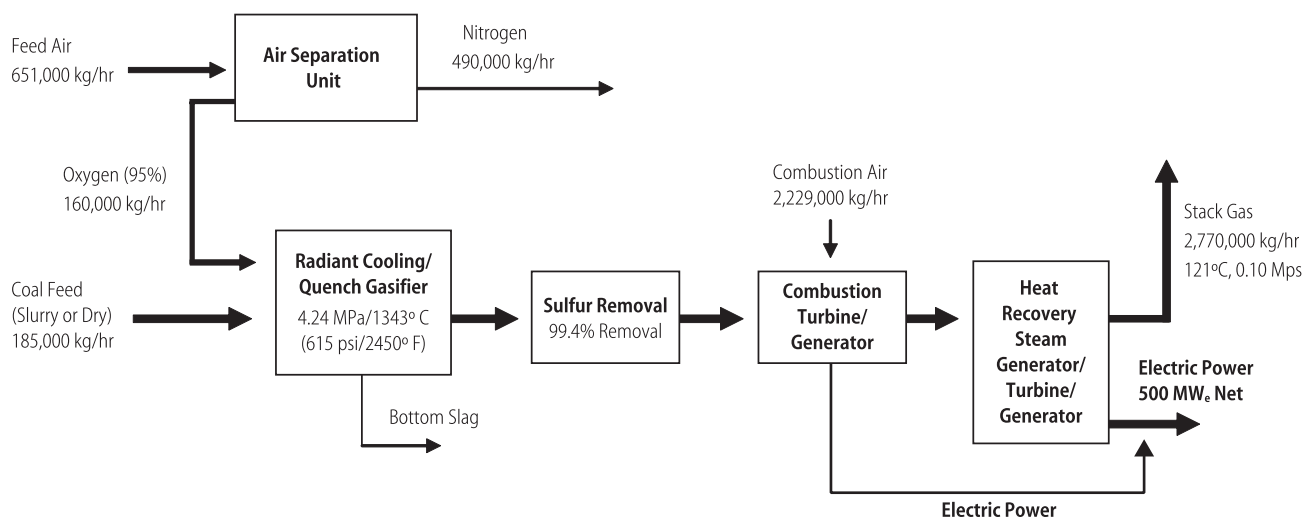 Feed Air
651,000 kg/hr
Air Separation
Unit
Nitrogen
490,000 kg/hr
Oxygen (95%)
160,000 kg/hr
Coal Feed
(Slurry or Dry)
185,000 kg/hr
Radiant Cooling/
Quench Gasifier
4.24 MPa/1343º C
(615 psi/2450º F)
Bottom Slag
Sulfur Removal
99.4% Removal
Combustion Air
2,229,000 kg/hr
Combustion
Turbine/
Generator
Heat
Recovery
Steam
Generator/
Turbine/
Generator
Stack Gas
2,770,000 kg/hr
121ºC, 0.10 Mps
Electric Power
500 MWₑ Net
Electric Power